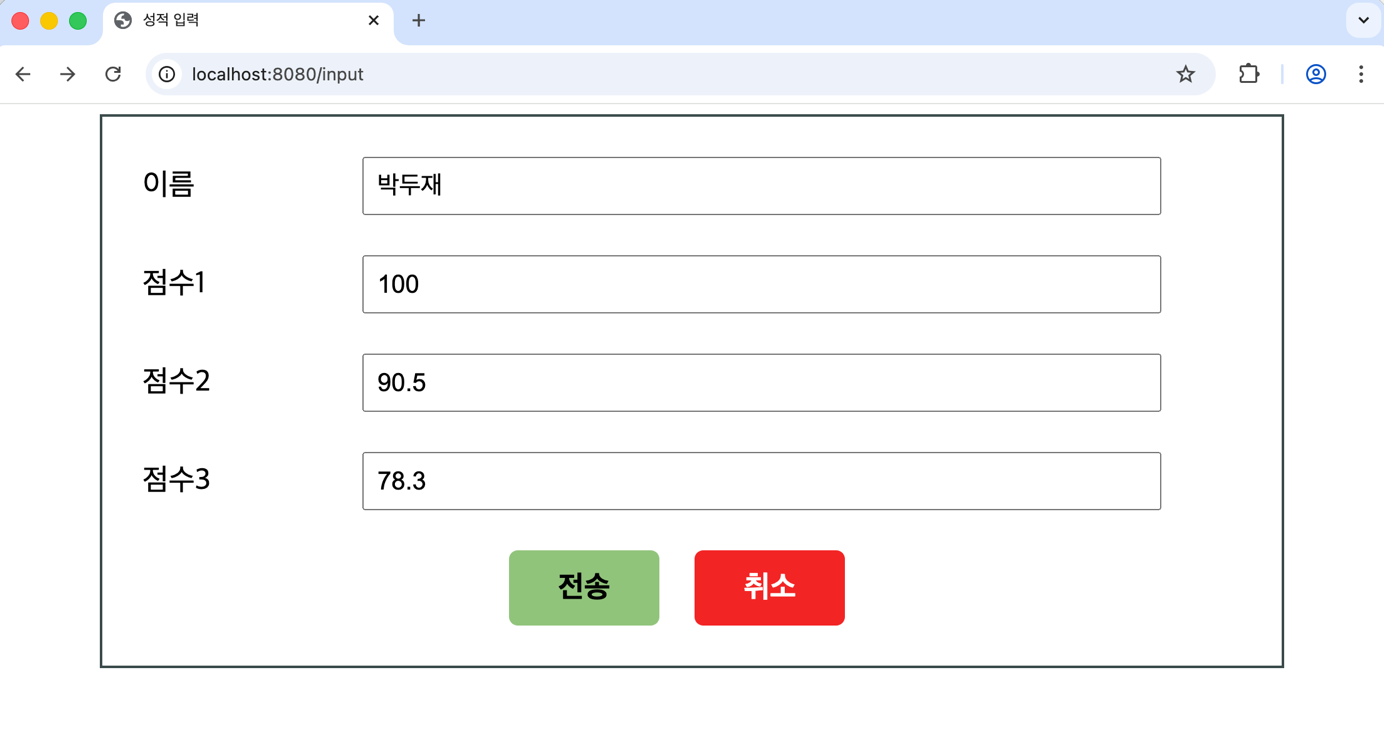 성적 입력
localhost:8080/input
이름 박두재
점수1 100
점수2 90.5
점수3 78.3
전송 취소